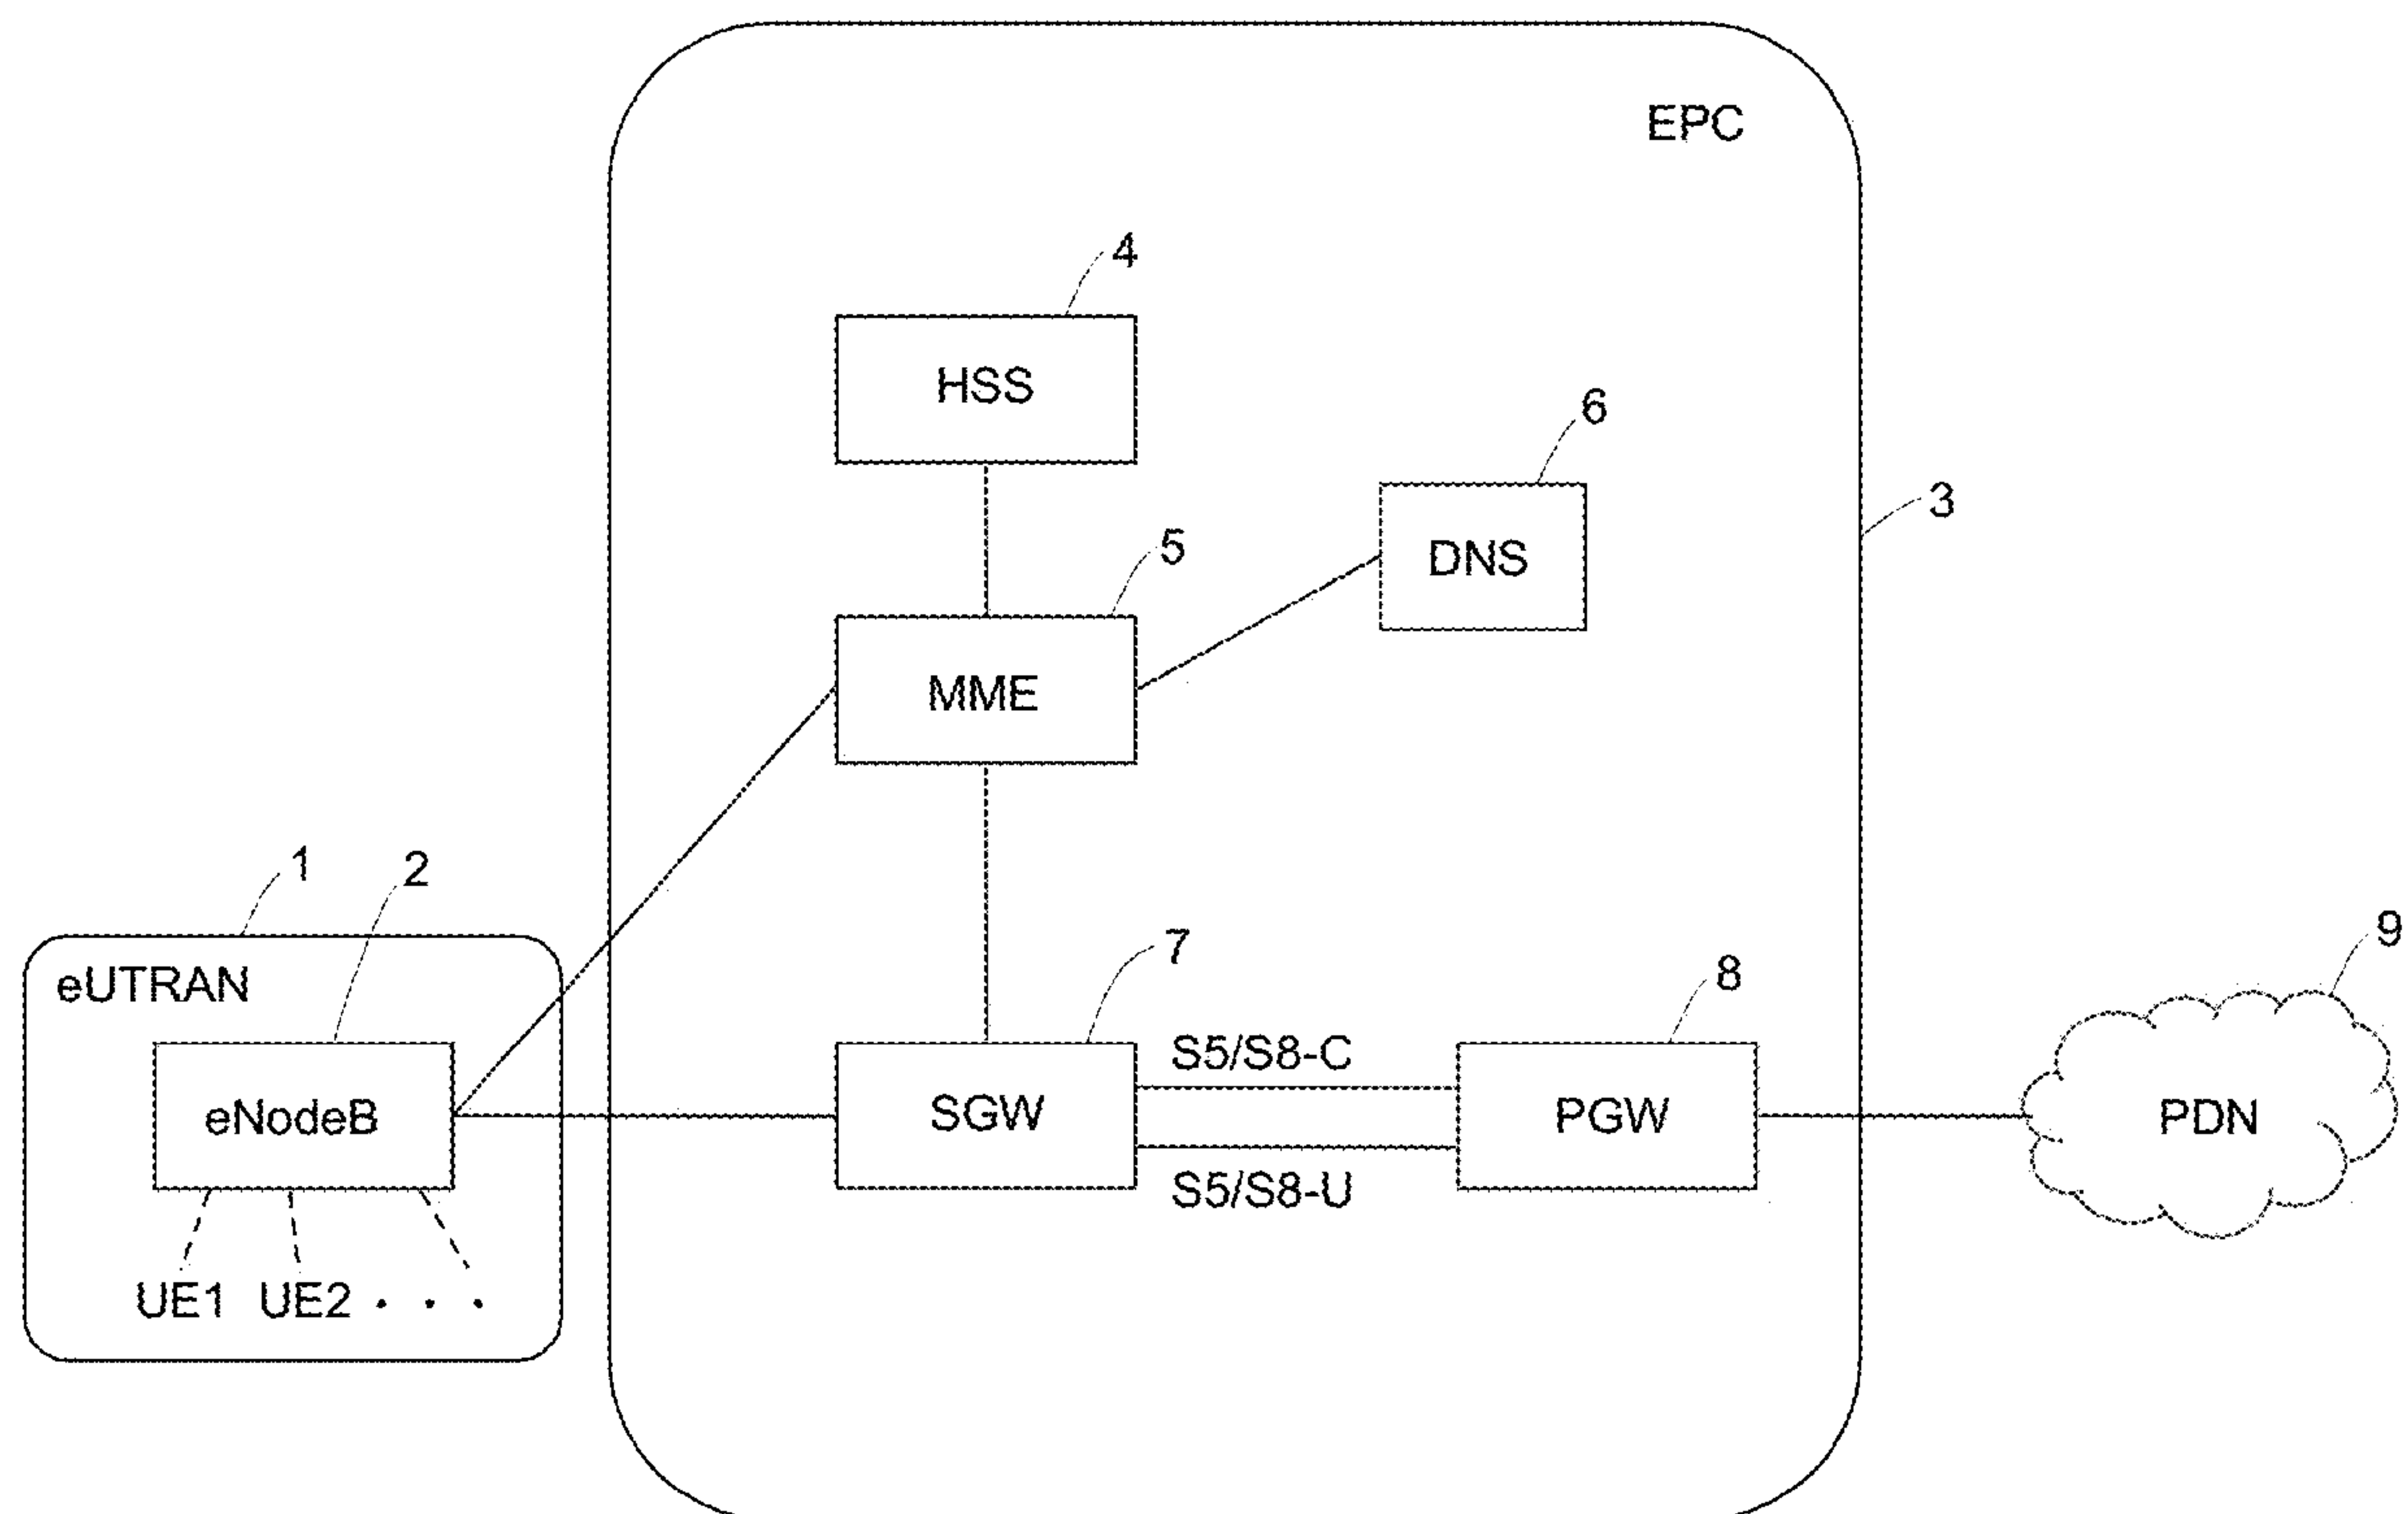 EPC
4
HSS
6
DNS
3
5
MME
1
2
eUTRAN
eNodeB
UE1 UE2 . . .
7
SGW
S5/S8-C
S5/S8-U
8
PGW
9
PDN